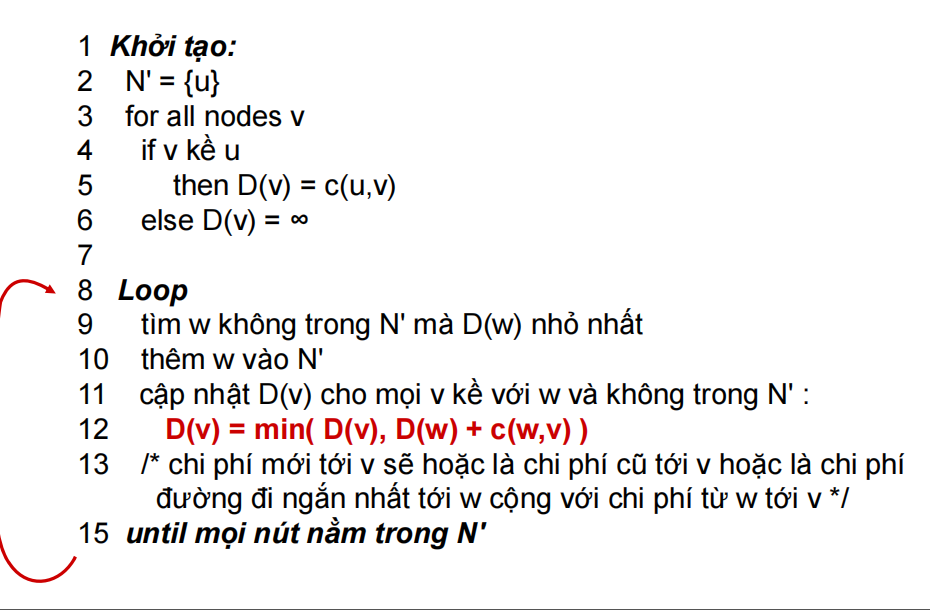 1 Khởi tạo:
2 N' = {u}
3 for all nodes v
4 if v kề u
5 then D(v) = c(u,v)
6 else D(v) = ∞
7
8 Loop
9 tìm w không trong N' mà D(w) nhỏ nhất
10 thêm w vào N'
11 cập nhật D(v) cho mọi v kề với w và không trong N' :
12 D(v) = min( D(v), D(w) + c(w,v) )
13 /* chi phí mới tới v sẽ hoặc là chi phí cũ tới v hoặc là chi phí
đường đi ngắn nhất tới w cộng với chi phí từ w tới v */
15 until mọi nút nằm trong N'